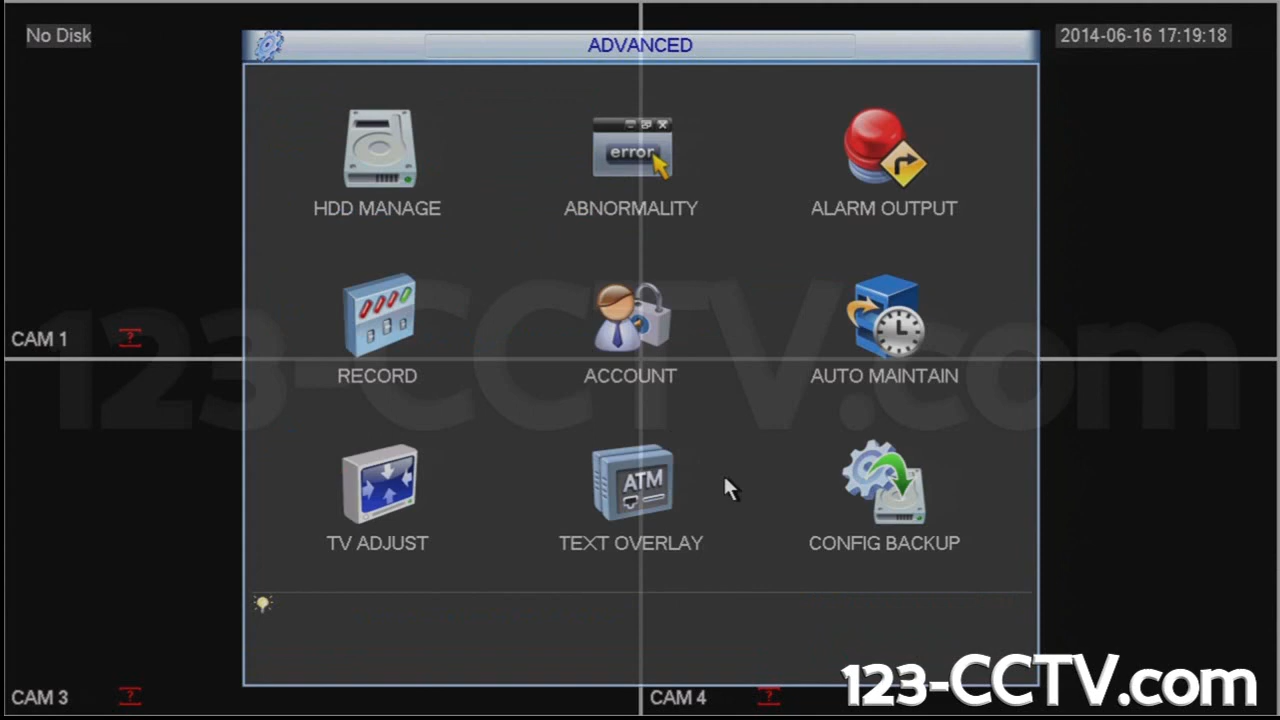 No Disk
ADVANCED
2014-06-16 17:19:18
error
HDD MANAGE
ABNORMALITY
ALARM OUTPUT
123-CCTV.com
CAM 1
?
RECORD
ACCOUNT
AUTO MAINTAIN
ATM
TV ADJUST
TEXT OVERLAY
CONFIG BACKUP
CAM 3
?
CAM 4
?
123-CCTV.com